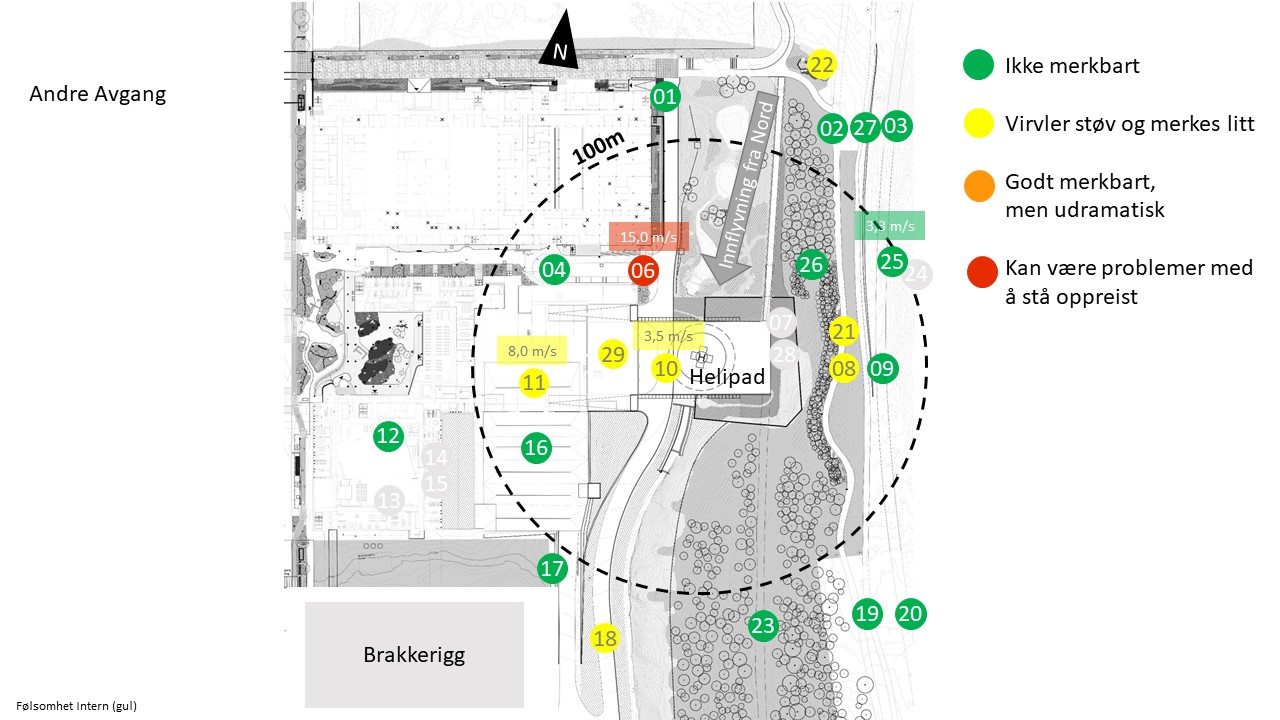 Andre Avgang
N
22
01
02
27
03
100m
Innflyvning fra Nord
3,3 m/s
15,0 m/s
04
06
26
25
24
07
21
3,5 m/s
8,0 m/s
29
28
10
Helipad
08
09
11
12
16
14
15
13
17
18
23
19
20
Brakkerigg
Ikke merkbart
Virvler støv og merkes litt
Godt merkbart,
men udramatisk
Kan være problemer med
å stå oppreist
Følsomhet Intern (gul)